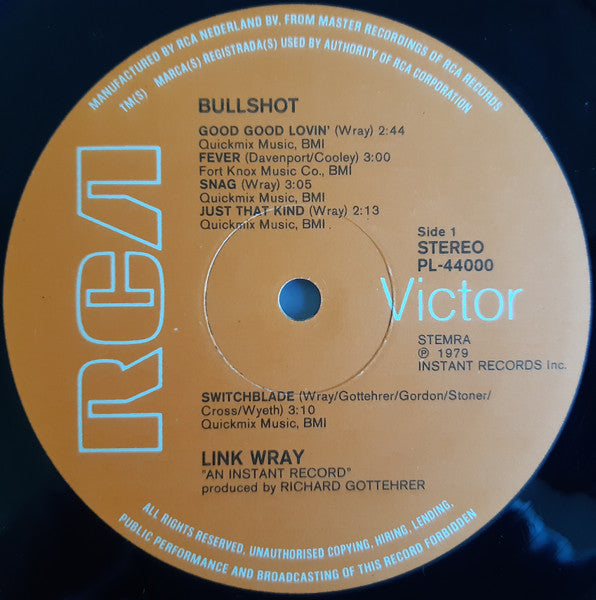 MANUFACTURED BY RCA NEDERLAND BV. FROM MASTER RECORDINGS OF RCA RECORDS
TM(S) MARCA(S) REGISTRADA(S) USED BY AUTHORITY OF RCA CORPORATION
RCA
BULLSHOT
GOOD GOOD LOVIN' (Wray) 2:44
Quickmix Music, BMI
FEVER (Davenport/Cooley) 3:00
Fort Knox Music Co., BMI
SNAG (Wray) 3:05
Quickmix Music, BMI
JUST THAT KIND (Wray) 2:13
Quickmix Music, BMI .
Side 1
STEREO
PL-44000
Victor
STEMRA
℗ 1979
INSTANT RECORDS Inc.
SWITCHBLADE (Wray/Gottehrer/Gordon/Stoner/
Cross/Wyeth) 3:10
Quickmix Music, BMI
LINK WRAY
"AN INSTANT RECORD"
produced by RICHARD GOTTEHRER
ALL RIGHTS RESERVED, UNAUTHORISED COPYING, HIRING, LENDING,
PUBLIC PERFORMANCE AND BROADCASTING OF THIS RECORD FORBIDDEN